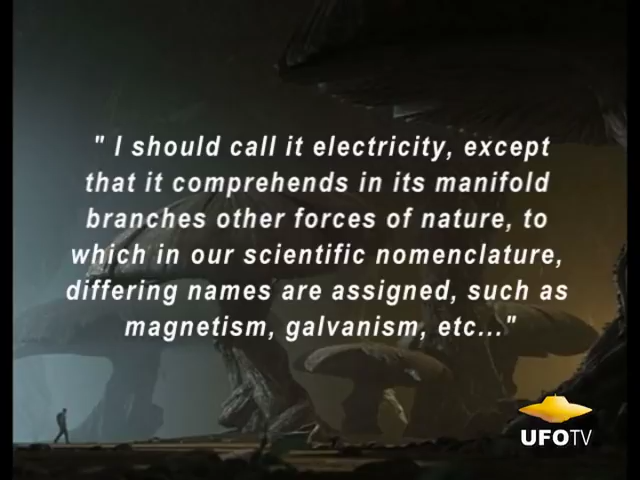 " I should call it electricity, except
that it comprehends in its manifold
branches other forces of nature, to
which in our scientific nomenclature,
differing names are assigned, such as
magnetism, galvanism, etc..."
UFOTV